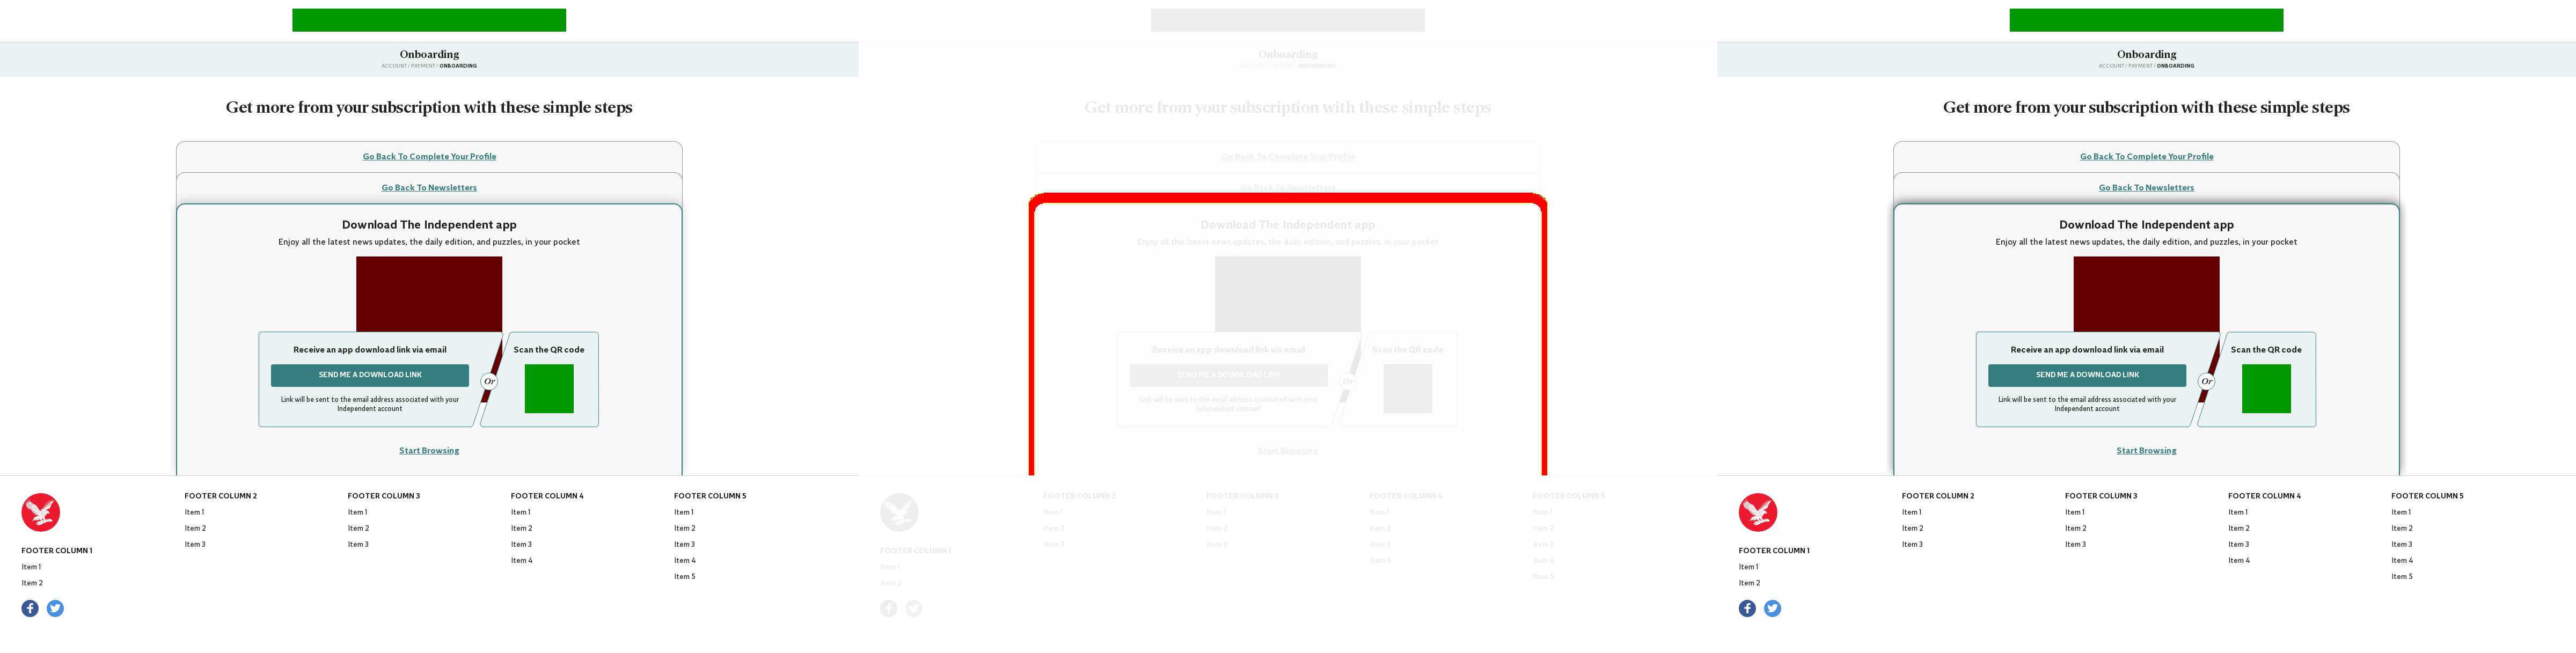 Onboarding
ACCOUNT / PAYMENT / ONBOARDING
Get more from your subscription with these simple steps
Go Back To Complete Your Profile
Go Back To Newsletters
Download The Independent app
Enjoy all the latest news updates, the daily edition, and puzzles, in your pocket
Receive an app download link via email
Scan the QR code
SEND ME A DOWNLOAD LINK
Or
Link will be sent to the email address associated with your
Independent account
Start Browsing
FOOTER COLUMN 1
Item 1
Item 2
FOOTER COLUMN 2
Item 1
Item 2
Item 3
FOOTER COLUMN 3
Item 1
Item 2
Item 3
FOOTER COLUMN 4
Item 1
Item 2
Item 3
Item 4
FOOTER COLUMN 5
Item 1
Item 2
Item 3
Item 4
Item 5
Onboarding
ACCOUNT / PAYMENT / ONBOARDING
Get more from your subscription with these simple steps
Go Back To Complete Your Profile
Go Back To Newsletters
Download The Independent app
Enjoy all the latest news updates, the daily edition, and puzzles, in your pocket
Receive an app download link via email
Scan the QR code
SEND ME A DOWNLOAD LINK
Or
Link will be sent to the email address associated with your
Independent account
Start Browsing
FOOTER COLUMN 1
Item 1
Item 2
FOOTER COLUMN 2
Item 1
Item 2
Item 3
FOOTER COLUMN 3
Item 1
Item 2
Item 3
FOOTER COLUMN 4
Item 1
Item 2
Item 3
Item 4
FOOTER COLUMN 5
Item 1
Item 2
Item 3
Item 4
Item 5
Onboarding
ACCOUNT / PAYMENT / ONBOARDING
Get more from your subscription with these simple steps
Go Back To Complete Your Profile
Go Back To Newsletters
Download The Independent app
Enjoy all the latest news updates, the daily edition, and puzzles, in your pocket
Receive an app download link via email
Scan the QR code
SEND ME A DOWNLOAD LINK
Or
Link will be sent to the email address associated with your
Independent account
Start Browsing
FOOTER COLUMN 1
Item 1
Item 2
FOOTER COLUMN 2
Item 1
Item 2
Item 3
FOOTER COLUMN 3
Item 1
Item 2
Item 3
FOOTER COLUMN 4
Item 1
Item 2
Item 3
Item 4
FOOTER COLUMN 5
Item 1
Item 2
Item 3
Item 4
Item 5